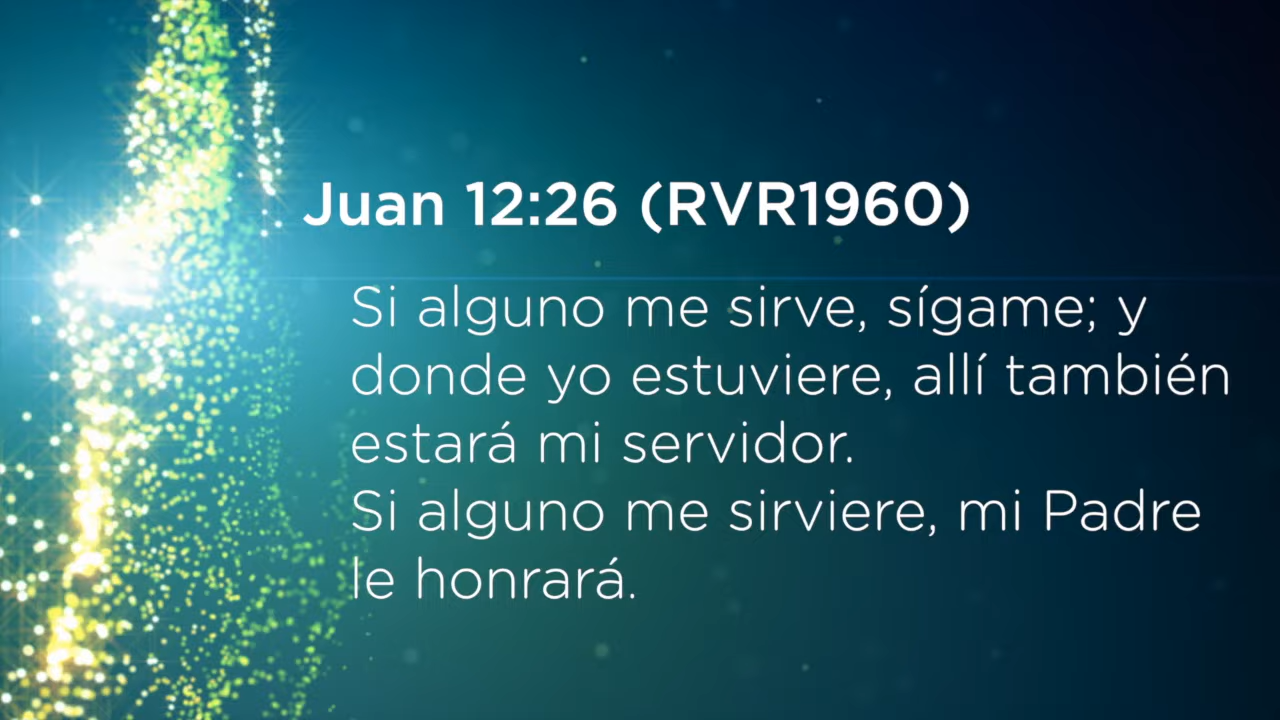 Juan 12:26 (RVR1960)
Si alguno me sirve, sígame; y
donde yo estuviere, allí también
estará mi servidor.
Si alguno me sirviere, mi Padre
le honrará.